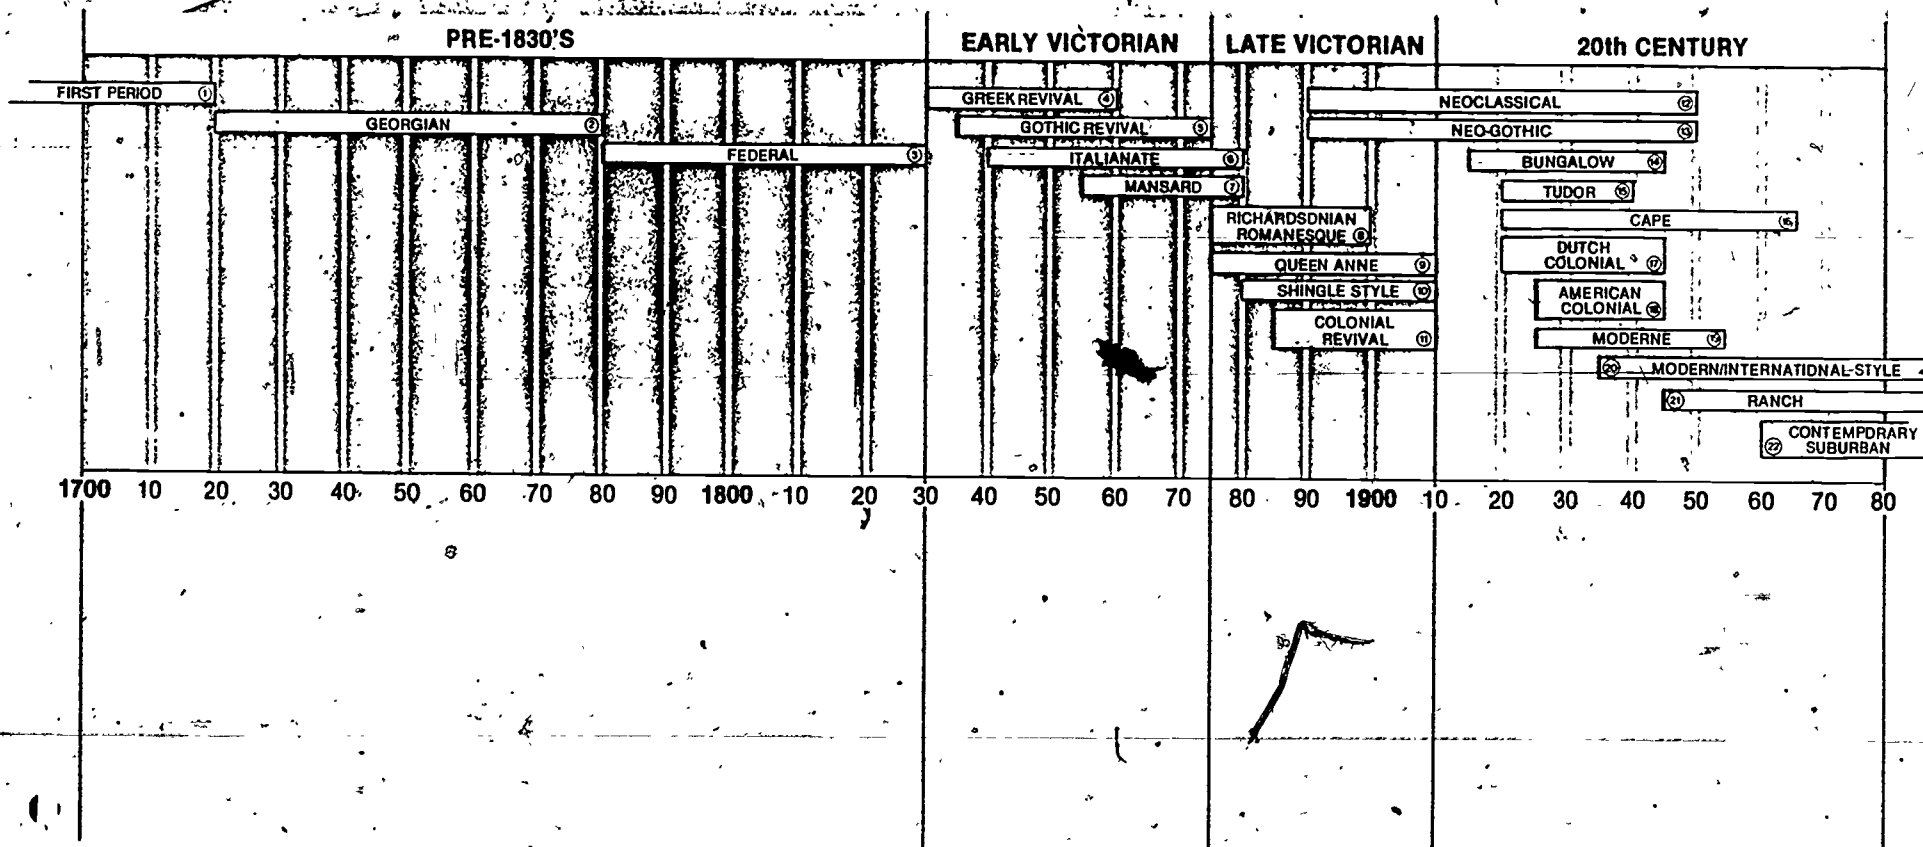 PRE-1830'S
EARLY VICTORIAN
LATE VICTORIAN
20th CENTURY
FIRST PERIOD 1
GEORGIAN 2
FEDERAL 3
GREEK REVIVAL 4
GOTHIC REVIVAL 5
ITALIANATE 6
MANSARD 7
RICHARDSONIAN
ROMANESQUE 8
QUEEN ANNE 9
SHINGLE STYLE 10
COLONIAL
REVIVAL 11
NEOCLASSICAL 12
NEO-GOTHIC 13
BUNGALOW 14
TUDOR 15
CAPE 16
DUTCH
COLONIAL 17
AMERICAN
COLONIAL 18
MODERNE 19
20 MODERN/INTERNATIONAL-STYLE
21 RANCH
CONTEMPORARY
22 SUBURBAN
1700 10 20 30 40 50 60 70 80 90 1800 10 20 30 40 50 60 70 80 90 1900 10 20 30 40 50 60 70 80